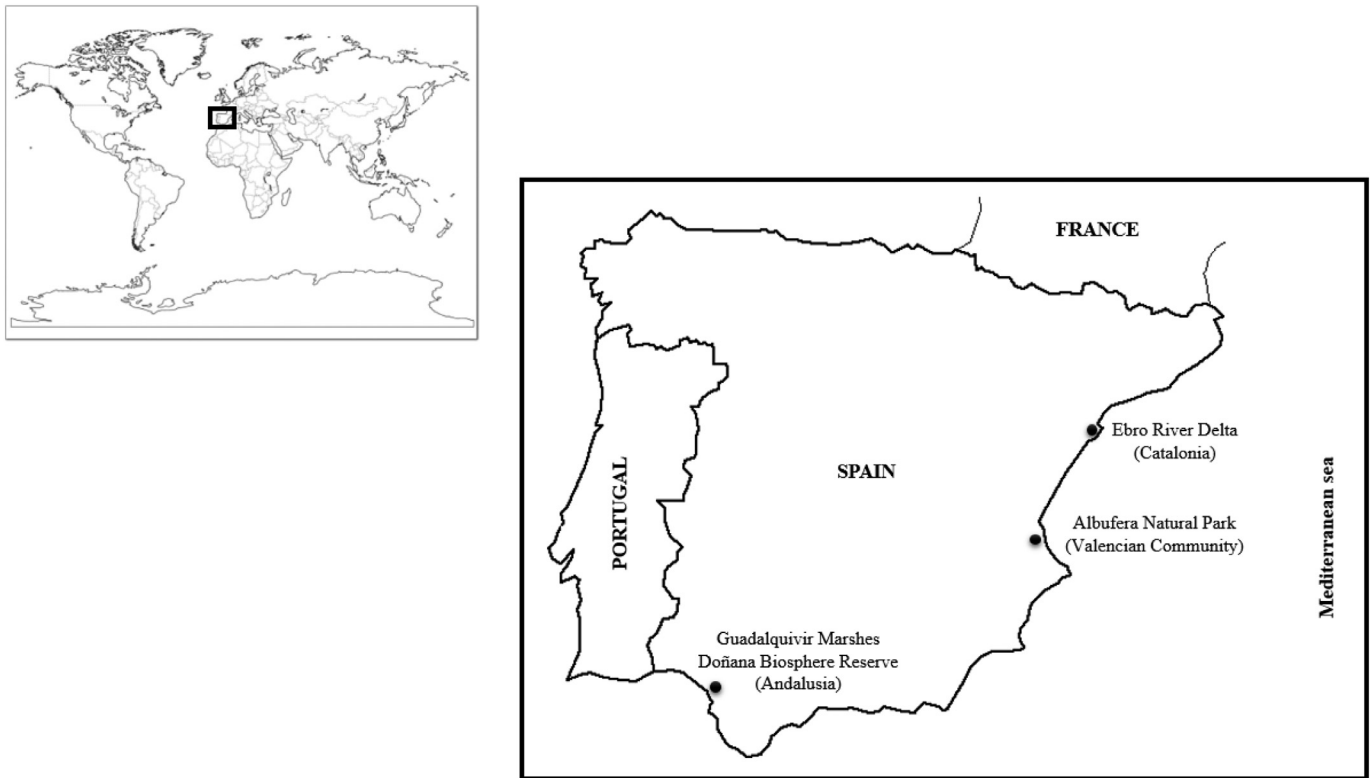 FRANCE
Ebro River Delta
(Catalonia)
SPAIN
PORTUGAL
Albufera Natural Park
(Valencian Community)
Mediterranean sea
Guadalquivir Marshes
Doñana Biosphere Reserve
(Andalusia)